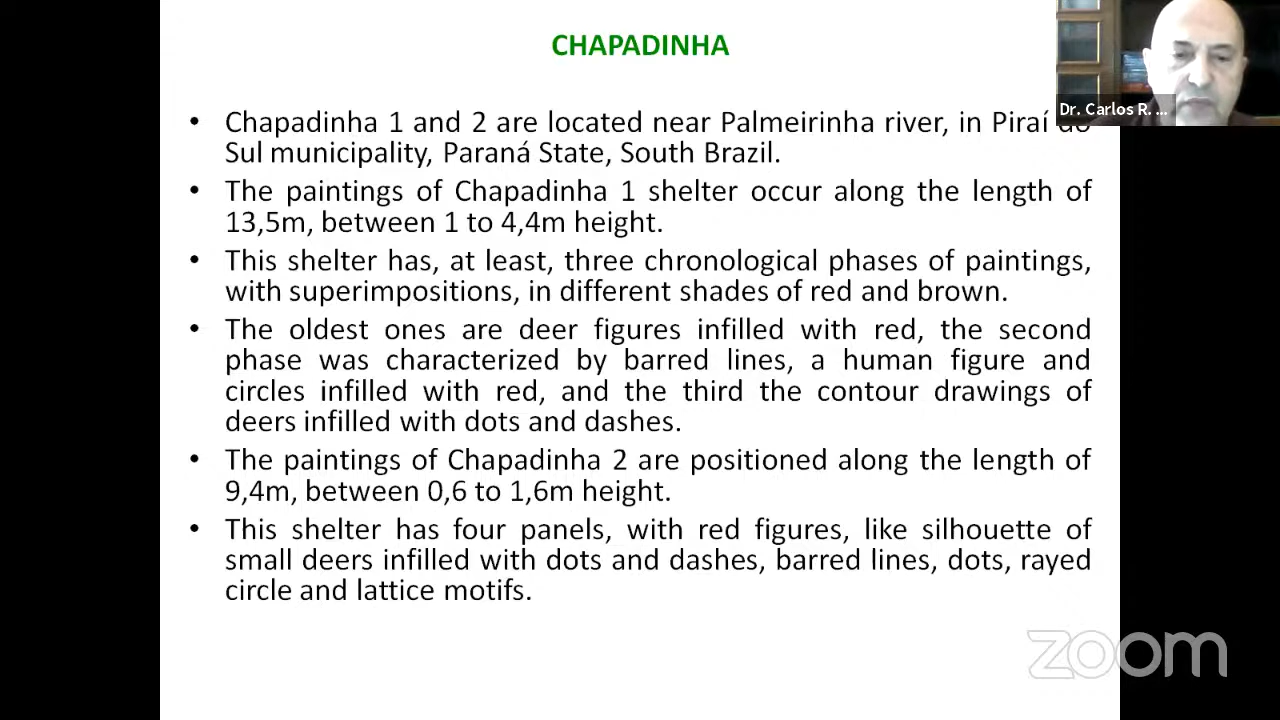 CHAPADINHA
Dr. Carlos R. ...
• Chapadinha 1 and 2 are located near Palmeirinha river, in Piraí
Sul municipality, Paraná State, South Brazil.
• The paintings of Chapadinha 1 shelter occur along the length of
13,5m, between 1 to 4,4m height.
• This shelter has, at least, three chronological phases of paintings,
with superimpositions, in different shades of red and brown.
• The oldest ones are deer figures infilled with red, the second
phase was characterized by barred lines, a human figure and
circles infilled with red, and the third the contour drawings of
deers infilled with dots and dashes.
• The paintings of Chapadinha 2 are positioned along the length of
9,4m, between 0,6 to 1,6m height.
• This shelter has four panels, with red figures, like silhouette of
small deers infilled with dots and dashes, barred lines, dots, rayed
circle and lattice motifs.
zoom